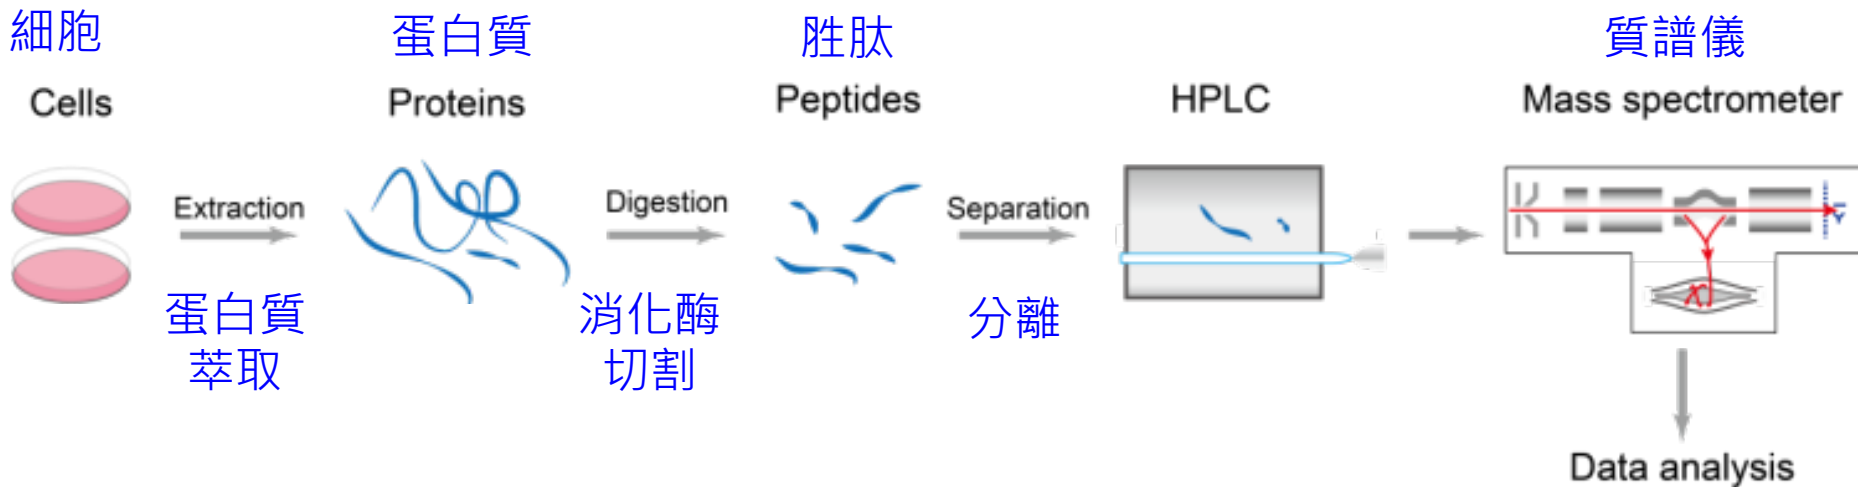 細胞
蛋白質
胜肽
質譜儀
Cells
Proteins
Peptides
HPLC
Mass spectrometer
Extraction
Digestion
Separation
蛋白質
萃取
消化酶
切割
分離
Data analysis